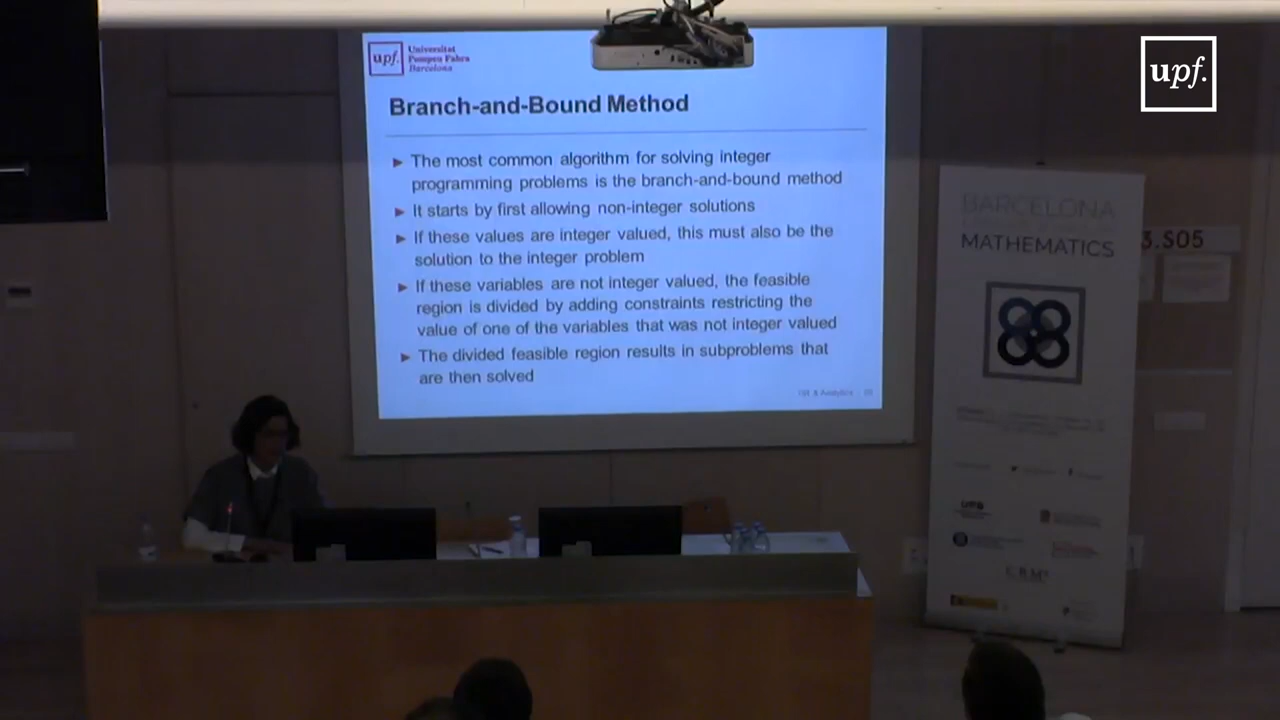 upf.
Universitat
Pompeu Fabra
Barcelona
Branch-and-Bound Method
The most common algorithm for solving integer
programming problems is the branch-and-bound method
It starts by first allowing non-integer solutions
If these values are integer valued, this must also be the
solution to the integer problem
If these variables are not integer valued, the feasible
region is divided by adding constraints restricting the
value of one of the variables that was not integer valued
The divided feasible region results in subproblems that
are then solved
upf.
BARCELONA
MATHEMATICS
3.S05